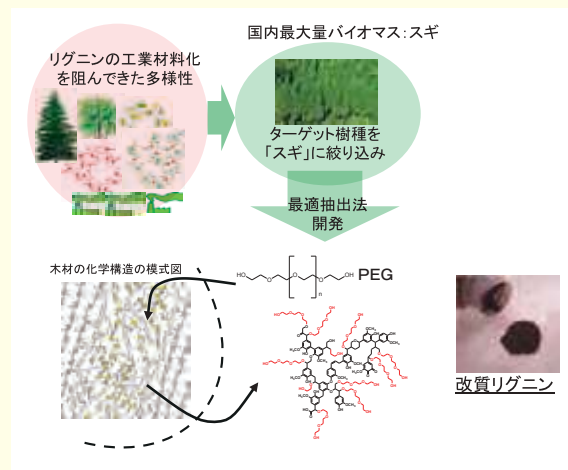 リグニンの工業材料化
を阻んできた多様性
国内最大量バイオマス：スギ
ターゲット樹種を
「スギ」に絞り込み
最適抽出法
開発
木材の化学構造の模式図
HO O O O OH PEG
n
改質リグニン